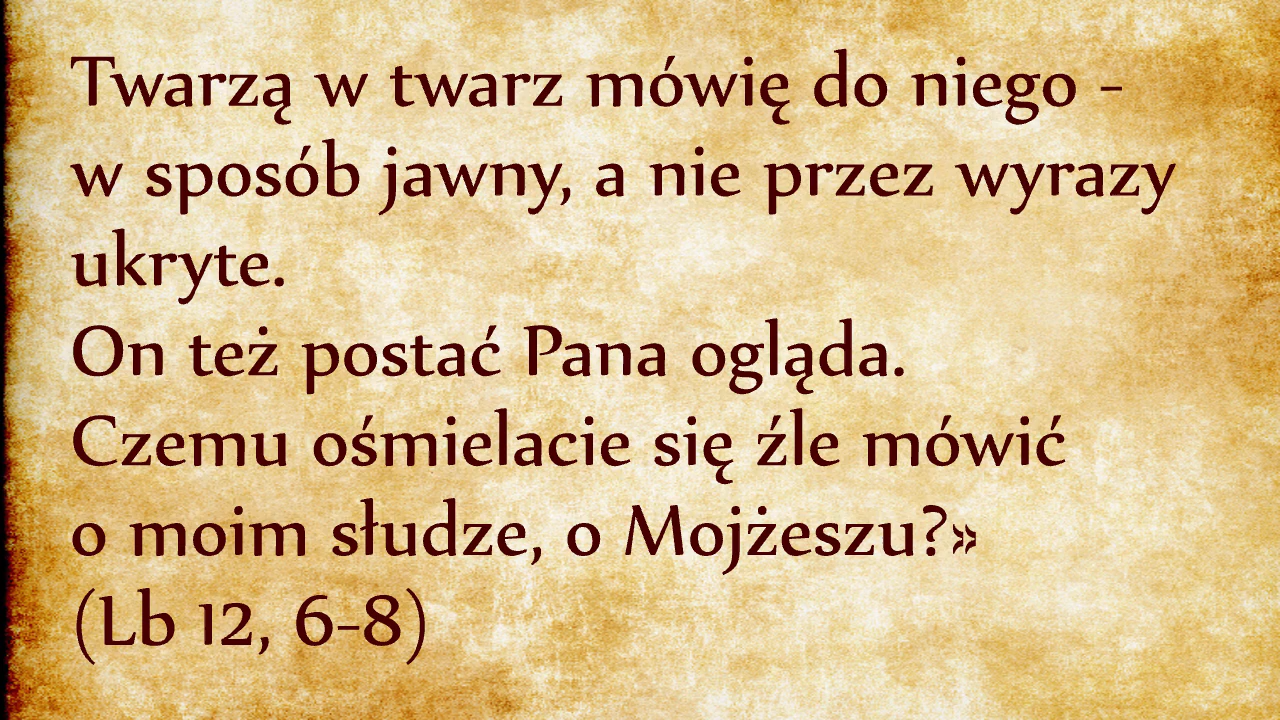 Twarzą w twarz mówię do niego -
w sposób jawny, a nie przez wyrazy
ukryte.
On też postać Pana ogląda.
Czemu ośmielacie się źle mówić
o moim słudze, o Mojżeszu?»
(Lb 12, 6-8)